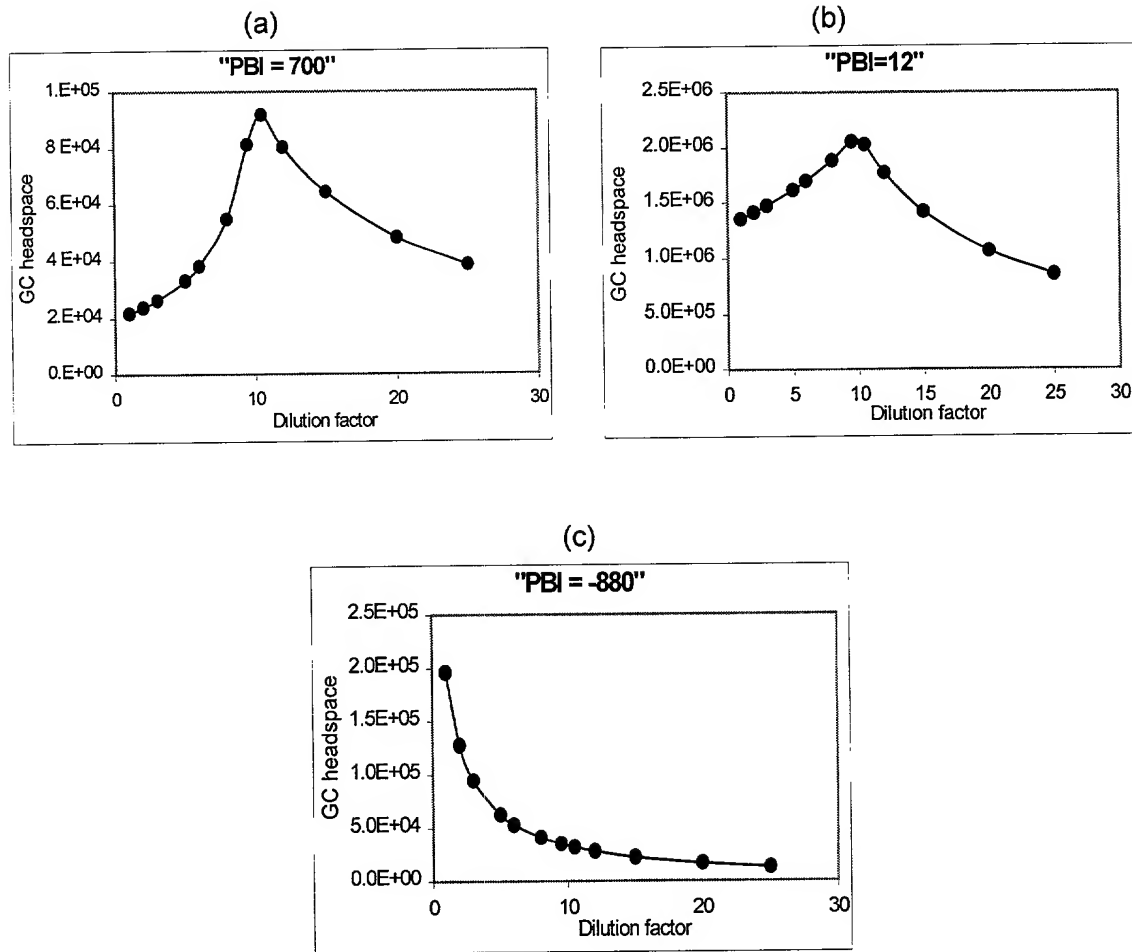 (a)
"PBI = 700"
1.E+05
8.E+04
6.E+04
4.E+04
2.E+04
0.E+00
GC headspace
0 10 20 30
Dilution factor
(b)
"PBI=12"
2.5E+06
2.0E+06
1.5E+06
1.0E+06
5.0E+05
0.0E+00
GC headspace
0 5 10 15 20 25 30
Dilution factor
(c)
"PBI = -880"
2.5E+05
2.0E+05
1.5E+05
1.0E+05
5.0E+04
0.0E+00
GC headspace
0 10 20 30
Dilution factor